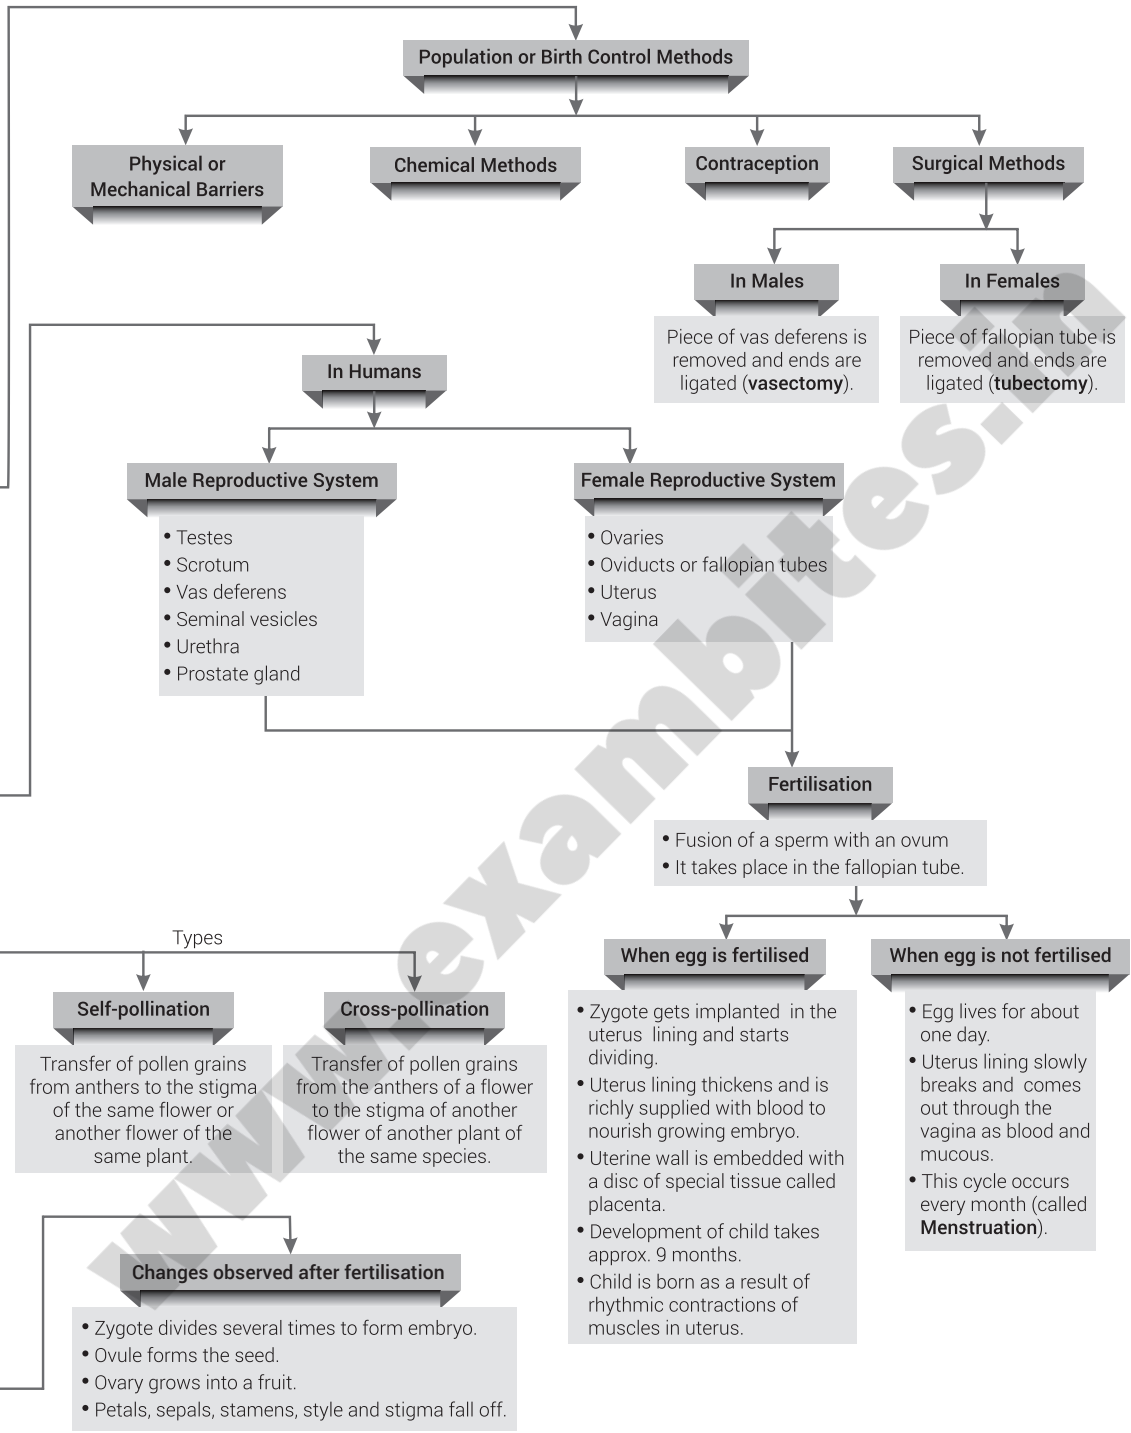 Population or Birth Control Methods
Physical or
Mechanical Barriers
Chemical Methods
Contraception
Surgical Methods
In Males
Piece of vas deferens is
removed and ends are
ligated (vasectomy).
In Females
Piece of fallopian tube is
removed and ends are
ligated (tubectomy).
In Humans
Male Reproductive System
• Testes
• Scrotum
• Vas deferens
• Seminal vesicles
• Urethra
• Prostate gland
Female Reproductive System
• Ovaries
• Oviducts or fallopian tubes
• Uterus
• Vagina
Fertilisation
• Fusion of a sperm with an ovum
• It takes place in the fallopian tube.
When egg is fertilised
• Zygote gets implanted in the
uterus lining and starts
dividing.
• Uterus lining thickens and is
richly supplied with blood to
nourish growing embryo.
• Uterine wall is embedded with
a disc of special tissue called
placenta.
• Development of child takes
approx. 9 months.
• Child is born as a result of
rhythmic contractions of
muscles in uterus.
When egg is not fertilised
• Egg lives for about
one day.
• Uterus lining slowly
breaks and comes
out through the
vagina as blood and
mucous.
• This cycle occurs
every month (called
Menstruation).
Types
Self-pollination
Transfer of pollen grains
from anthers to the stigma
of the same flower or
another flower of the
same plant.
Cross-pollination
Transfer of pollen grains
from the anthers of a flower
to the stigma of another
flower of another plant of
the same species.
Changes observed after fertilisation
• Zygote divides several times to form embryo.
• Ovule forms the seed.
• Ovary grows into a fruit.
• Petals, sepals, stamens, style and stigma fall off.
www.exambites.in